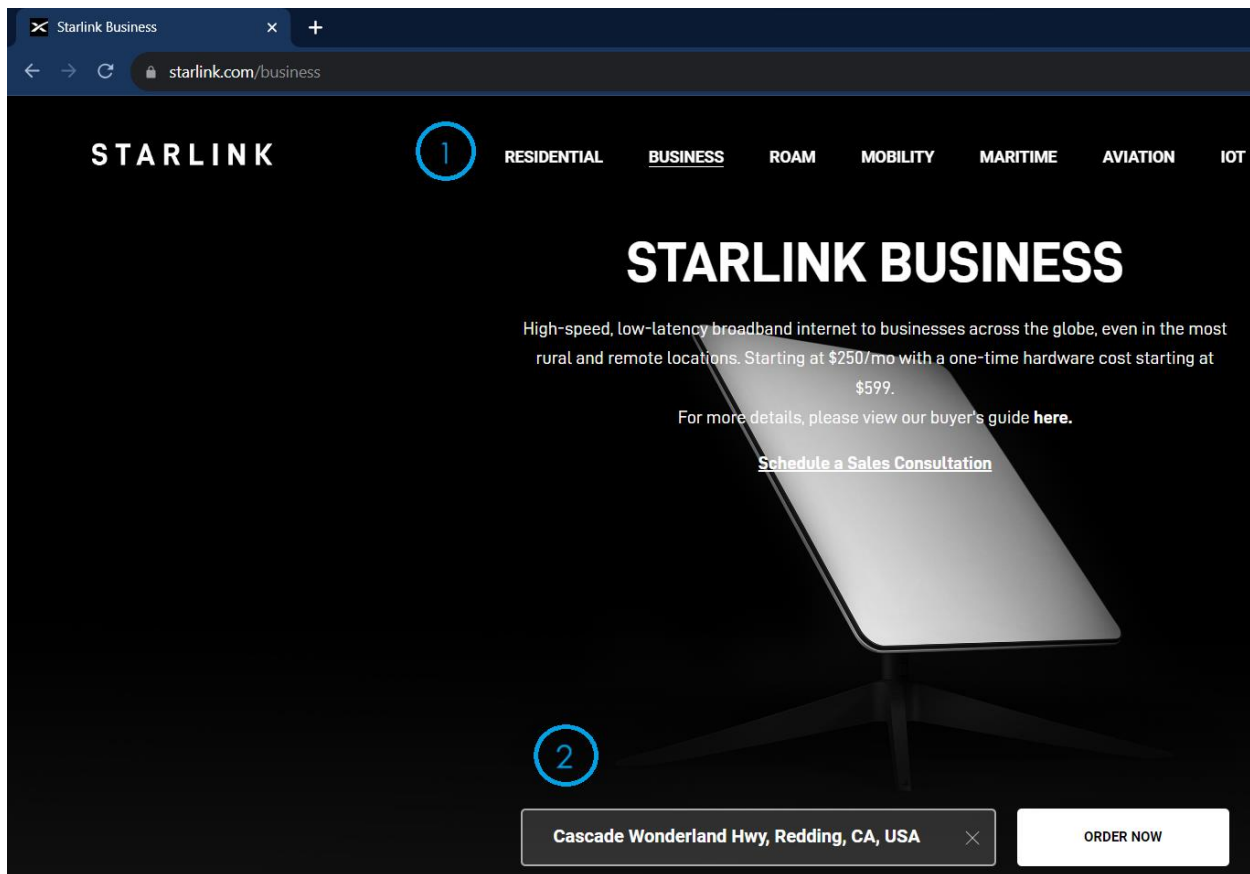 Starlink Business
starlink.com/business
STARLINK
1
RESIDENTIAL BUSINESS ROAM MOBILITY MARITIME AVIATION IOT
STARLINK BUSINESS
High-speed, low-latency broadband internet to businesses across the globe, even in the most
rural and remote locations. Starting at $250/mo with a one-time hardware cost starting at
$599.
For more details, please view our buyer's guide here.
Schedule a Sales Consultation
2
Cascade Wonderland Hwy, Redding, CA, USA
ORDER NOW